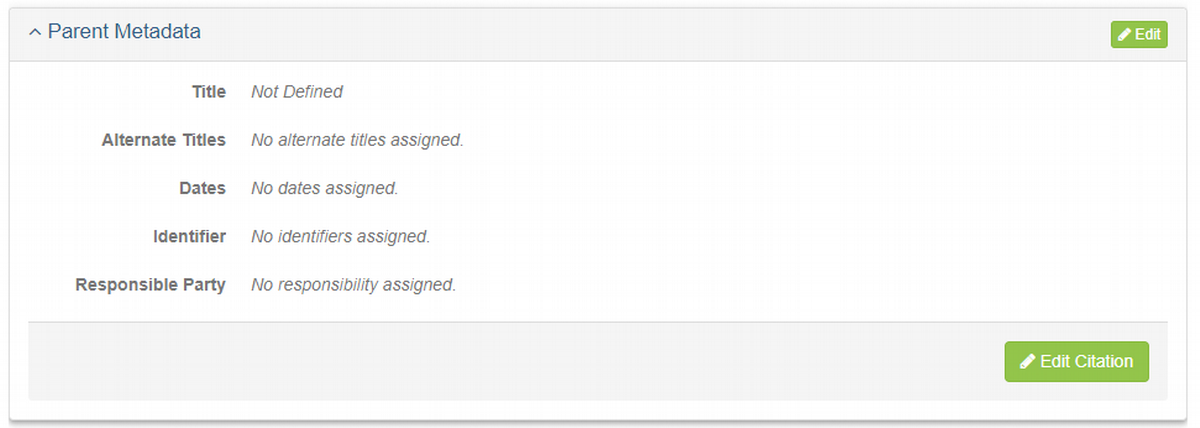 Parent Metadata
Edit
Title Not Defined
Alternate Titles No alternate titles assigned.
Dates No dates assigned.
Identifier No identifiers assigned.
Responsible Party No responsibility assigned.
Edit Citation